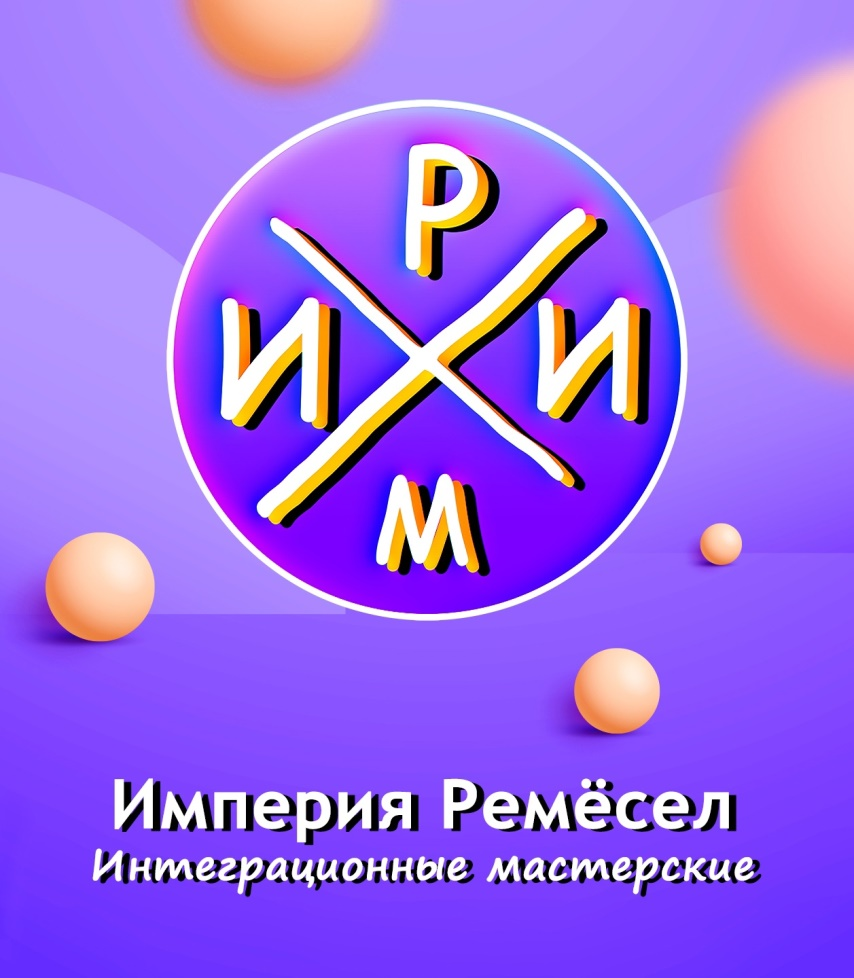 Р
И И
М
Империя Ремёсел
Интеграционные мастерские